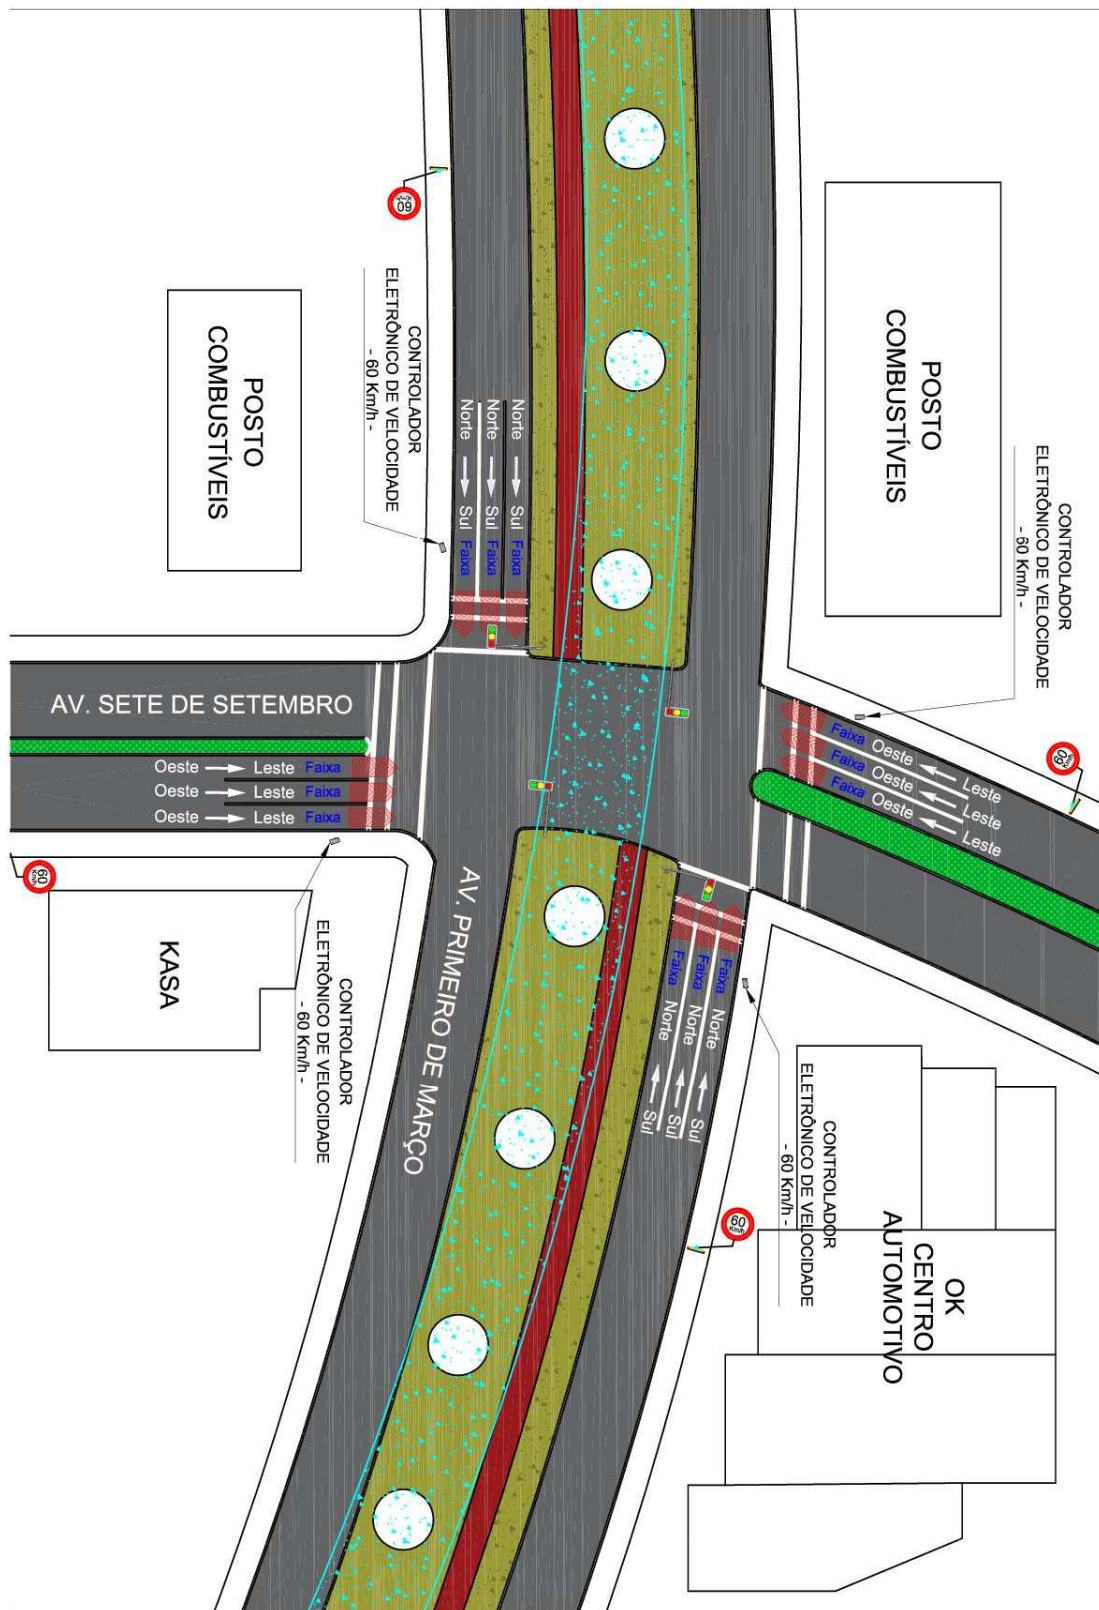 60
Km/h
CONTROLADOR
ELETRÔNICO DE VELOCIDADE
- 60 Km/h -
POSTO
COMBUSTÍVEIS
Norte Sul Faixa
Norte Sul Faixa
Norte Sul Faixa
POSTO
COMBUSTÍVEIS
CONTROLADOR
ELETRÔNICO DE VELOCIDADE
- 60 Km/h -
60
Km/h
Faixa Oeste Leste
Faixa Oeste Leste
Faixa Oeste Leste
AV. SETE DE SETEMBRO
Oeste Leste Faixa
Oeste Leste Faixa
Oeste Leste Faixa
60
Km/h
KASA
CONTROLADOR
ELETRÔNICO DE VELOCIDADE
- 60 Km/h -
AV. PRIMEIRO DE MARÇO
Faixa Norte Sul
Faixa Norte Sul
Faixa Norte Sul
CONTROLADOR
ELETRÔNICO DE VELOCIDADE
- 60 Km/h -
60
Km/h
OK
CENTRO
AUTOMOTIVO